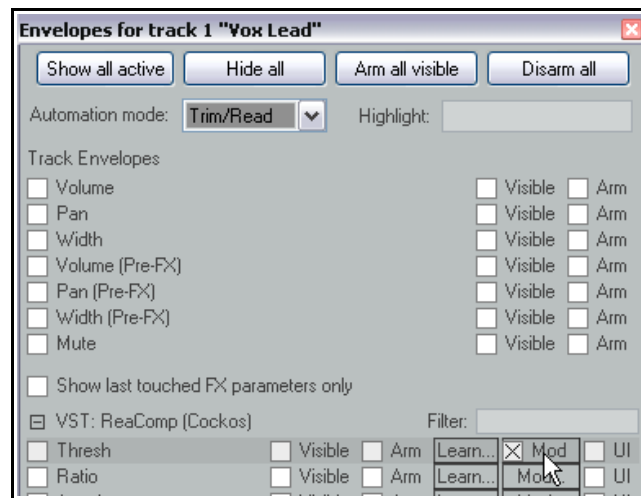 Envelopes for track 1 "Vox Lead"
Show all active Hide all Arm all visible Disarm all
Automation mode: Trim/Read Highlight:
Track Envelopes
Volume Visible Arm
Pan Visible Arm
Width Visible Arm
Volume (Pre-FX) Visible Arm
Pan (Pre-FX) Visible Arm
Width (Pre-FX) Visible Arm
Mute Visible Arm
Show last touched FX parameters only
VST: ReaComp (Cockos) Filter:
Thresh Visible Arm Learn... Mod UI
Ratio Visible Arm Learn... Mod... UI